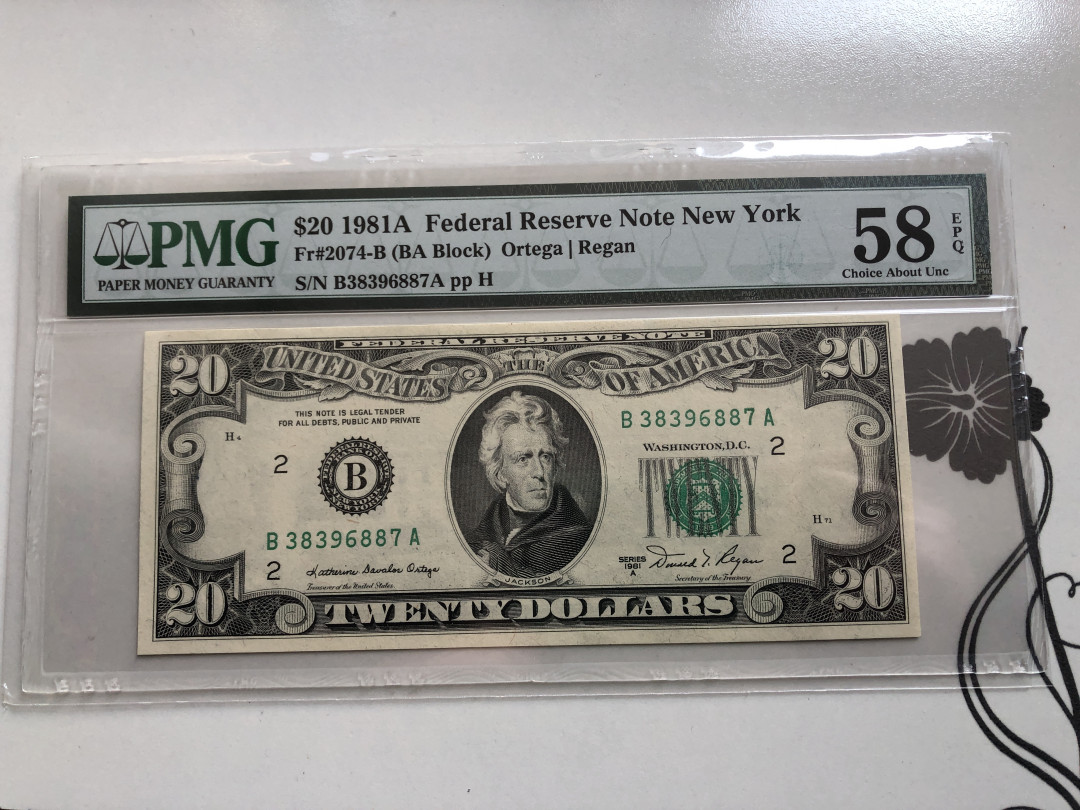 PMG
PAPER MONEY GUARANTY
$20 1981A Federal Reserve Note New York
Fr#2074-B (BA Block) Ortega | Regan
S/N B38396887A pp H
58
EPQ
Choice About Unc
FEDERAL RESERVE NOTE
20
UNITED STATES
THE
OF AMERICA
20
THIS NOTE IS LEGAL TENDER
FOR ALL DEBTS, PUBLIC AND PRIVATE
B 38396887 A
H4
WASHINGTON, D.C.
2
2
B
H71
B 38396887 A
2
Katherine Davalos Ortega
Treasurer of the United States
SERIES
1981
A
Donald T. Regan
Secretary of the Treasury
2
JACKSON
20
TWENTY DOLLARS
20